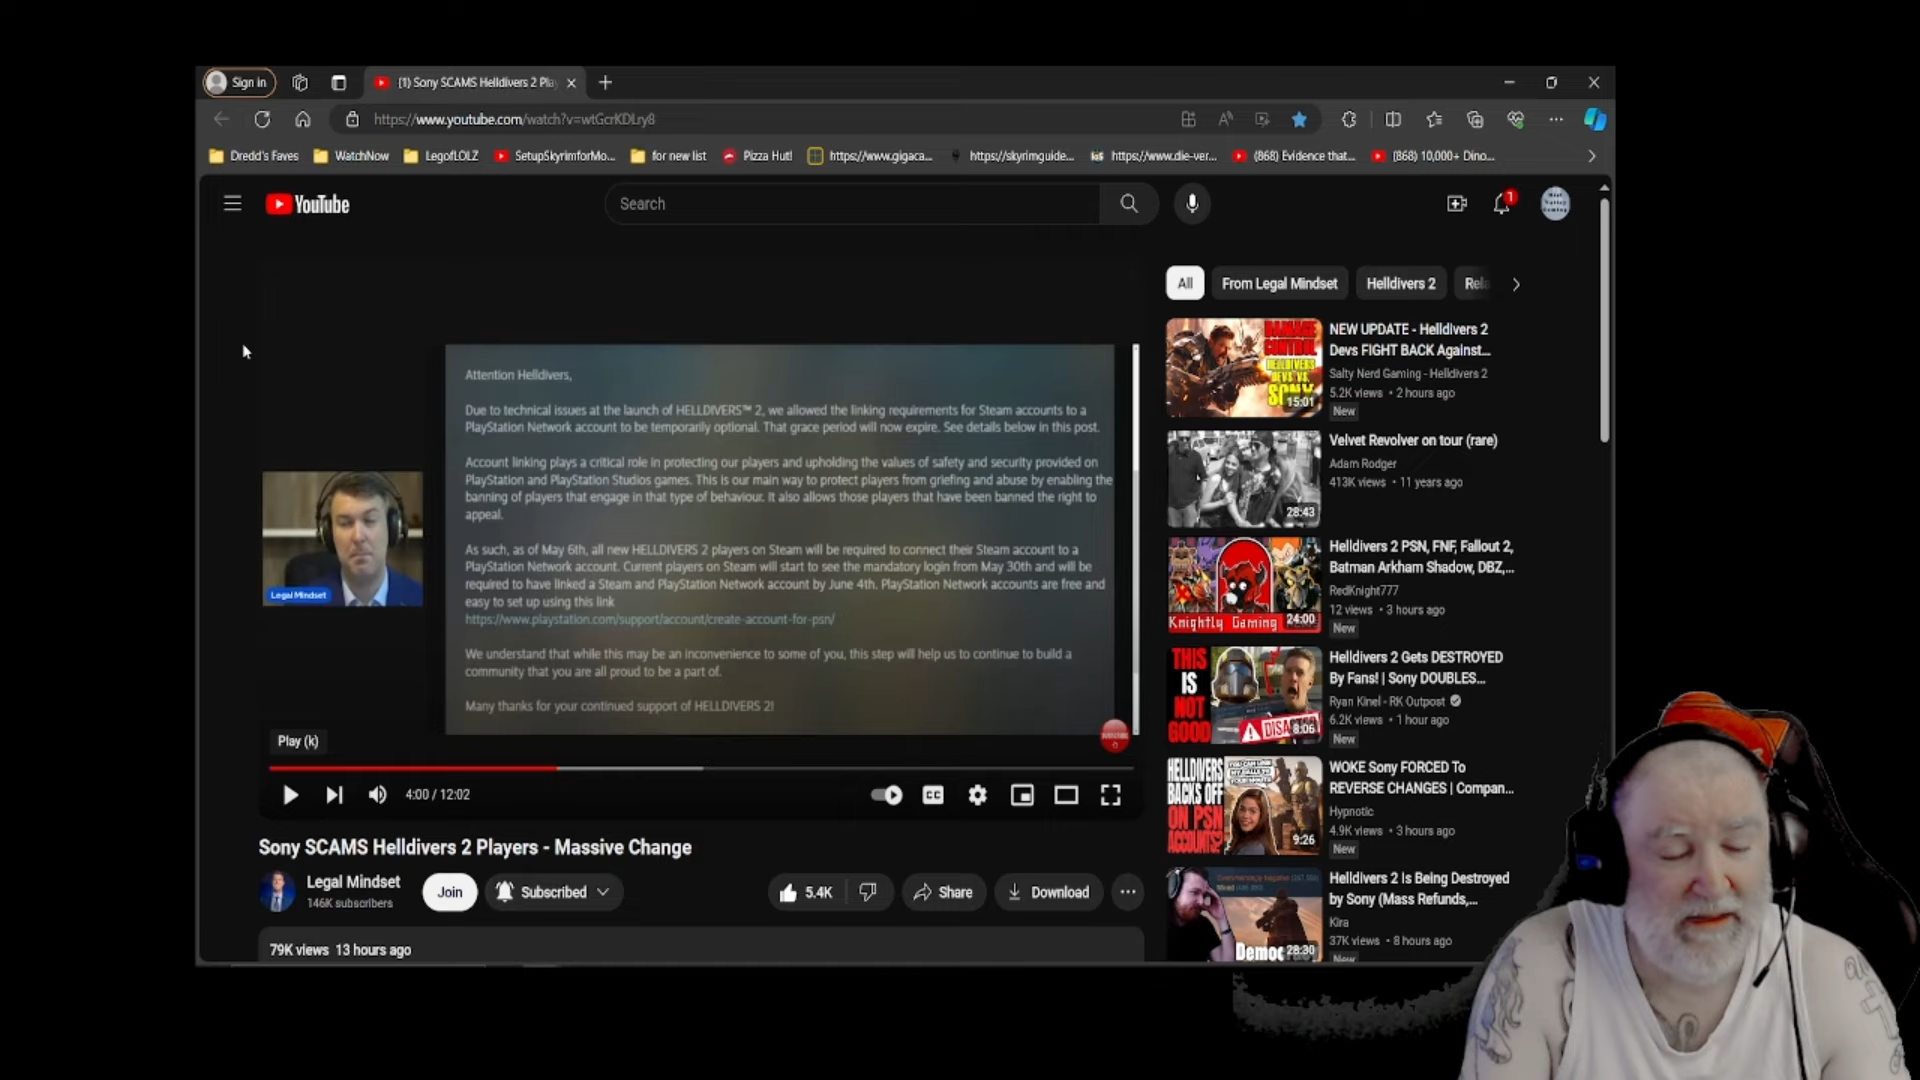 Sign in
(1) Sony SCAMS Helldivers 2 Pla
https://www.youtube.com/watch?v=wtGcrKDLry8
Dredd's Faves
WatchNow
LegofLOLZ
SetupSkyrimforMo...
for new list
Pizza Hut!
https://www.gigaca...
https://skyrimguide...
https://www.die-ver...
(868) Evidence that...
(868) 10,000+ Dino...
YouTube
Search
1
Attention Helldivers,
Due to technical issues at the launch of HELLDIVERS™ 2, we allowed the linking requirements for Steam accounts to a
PlayStation Network account to be temporarily optional. That grace period will now expire. See details below in this post.
Account linking plays a critical role in protecting our players and upholding the values of safety and security provided on
PlayStation and PlayStation Studios games. This is our main way to protect players from griefing and abuse by enabling the
banning of players that engage in that type of behaviour. It also allows those players that have been banned the right to
appeal.
As such, as of May 6th, all new HELLDIVERS 2 players on Steam will be required to connect their Steam account to a
PlayStation Network account. Current players on Steam will start to see the mandatory login from May 30th and will be
required to have linked a Steam and PlayStation Network account by June 4th. PlayStation Network accounts are free and
easy to set up using this link
https://www.playstation.com/support/account/create-account-for-psn/
We understand that while this may be an inconvenience to some of you, this step will help us to continue to build a
community that you are all proud to be a part of.
Many thanks for your continued support of HELLDIVERS 2!
Legal Mindset
Play (k)
4:00 / 12:02
CC
Sony SCAMS Helldivers 2 Players - Massive Change
Legal Mindset
146K subscribers
Join
Subscribed
5.4K
Share
Download
79K views 13 hours ago
All
From Legal Mindset
Helldivers 2
Rela
DAMAGE
CONTROL
HELLDIVERS
DEVS VS.
SONY
15:01
NEW UPDATE - Helldivers 2
Devs FIGHT BACK Against...
Salty Nerd Gaming - Helldivers 2
5.2K views • 2 hours ago
New
28:43
Velvet Revolver on tour (rare)
Adam Rodger
413K views • 11 years ago
Knightly Gaming
24:00
Helldivers 2 PSN, FNF, Fallout 2,
Batman Arkham Shadow, DBZ,...
RedKnight777
12 views • 3 hours ago
New
THIS
IS
NOT
GOOD
DISA
8:06
Helldivers 2 Gets DESTROYED
By Fans! | Sony DOUBLES...
Ryan Kinel - RK Outpost
6.2K views • 1 hour ago
New
HELLDIVERS
BACKS OFF
ON PSN
ACCOUNTS?
9:26
WOKE Sony FORCED To
REVERSE CHANGES | Compan...
Hypnotic
4.9K views • 3 hours ago
New
Democ
28:30
Helldivers 2 Is Being Destroyed
by Sony (Mass Refunds,...
Kira
37K views • 8 hours ago
New